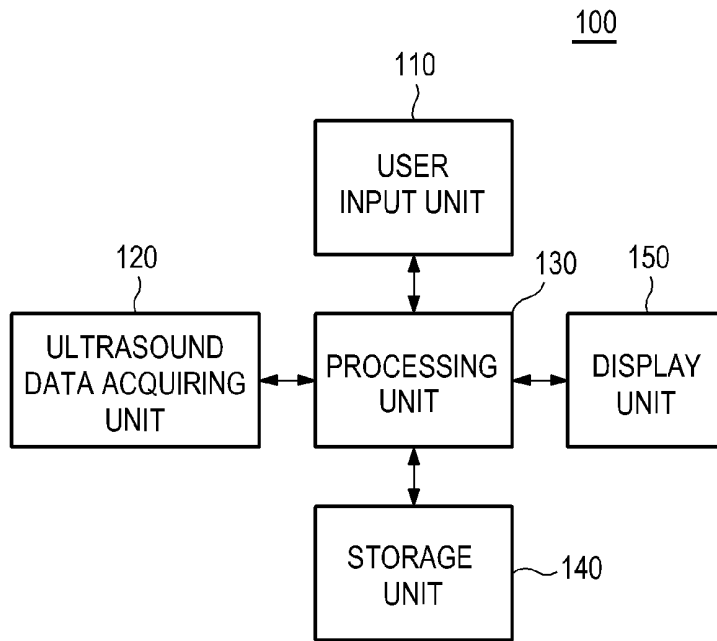 100
110
USER
INPUT UNIT
120
130
150
ULTRASOUND
DATA ACQUIRING
UNIT
PROCESSING
UNIT
DISPLAY
UNIT
STORAGE
UNIT
140